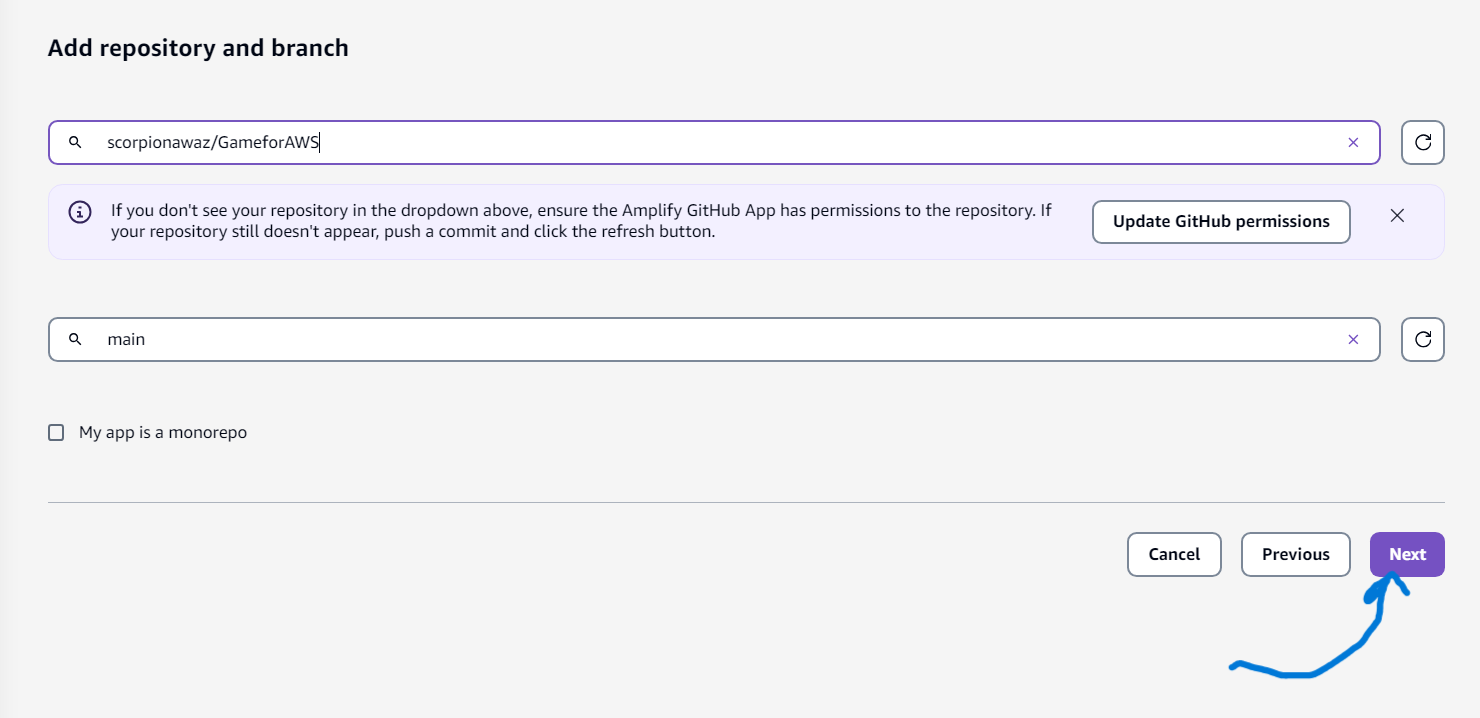 Add repository and branch
scorpionawaz/GameforAWS
If you don't see your repository in the dropdown above, ensure the Amplify GitHub App has permissions to the repository. If
your repository still doesn't appear, push a commit and click the refresh button.
Update GitHub permissions
main
My app is a monorepo
Cancel
Previous
Next